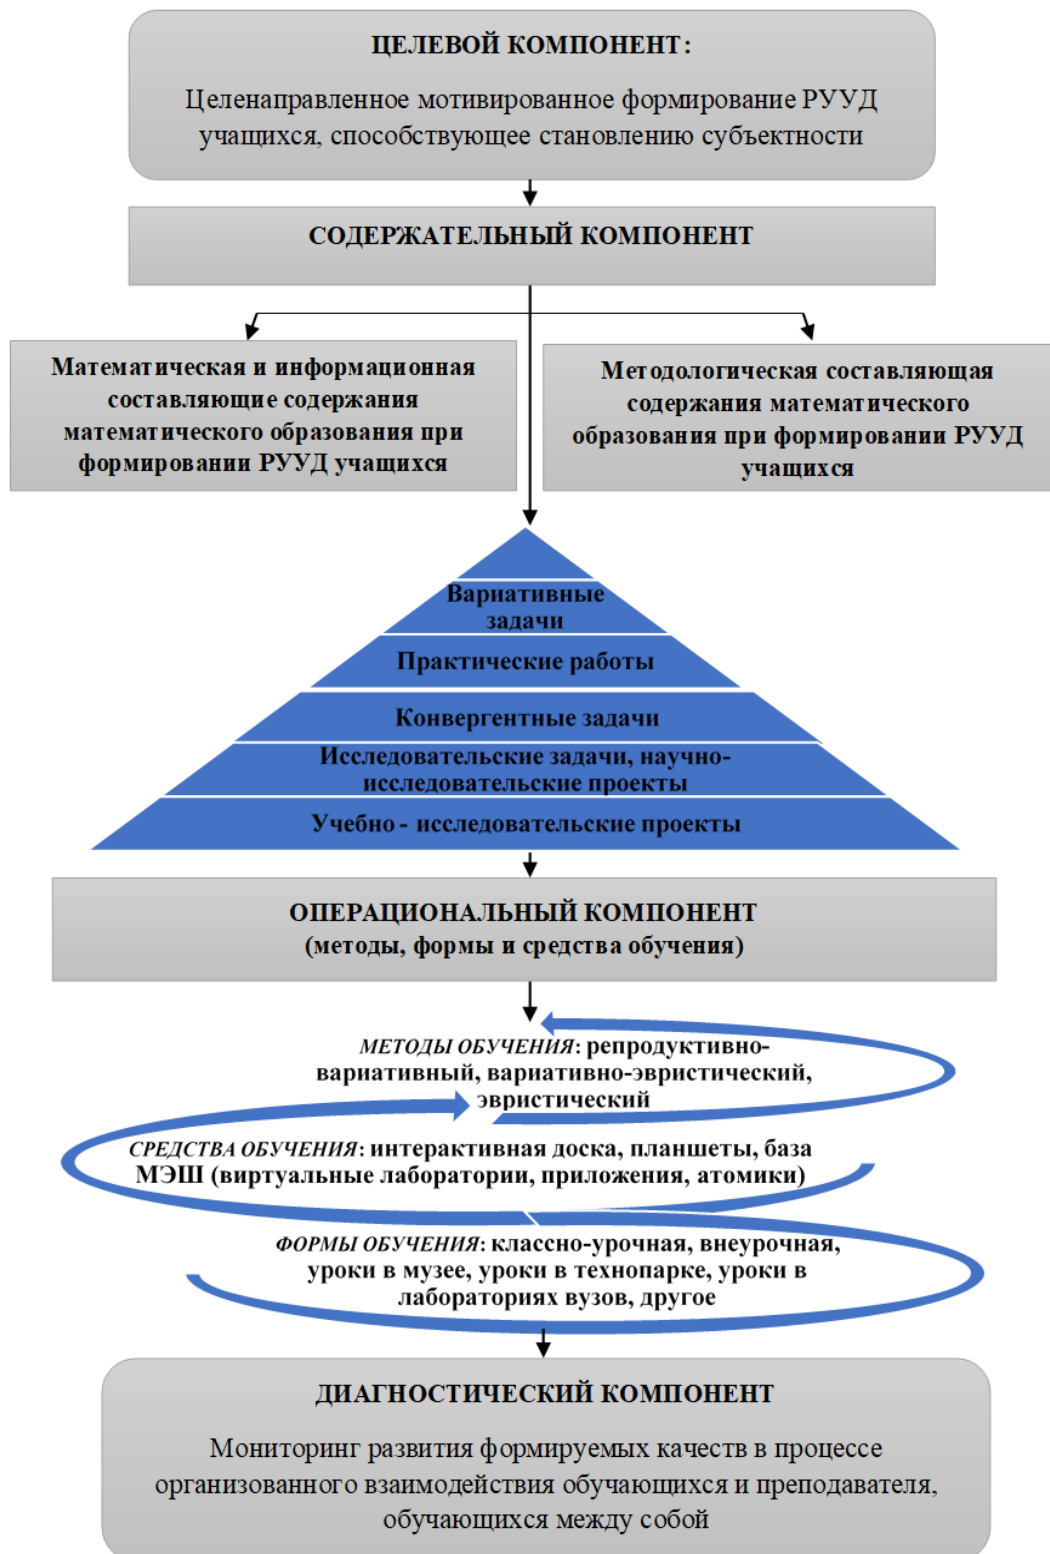 ЦЕЛЕВОЙ КОМПОНЕНТ:
Целенаправленное мотивированное формирование РУУД
учащихся, способствующее становлению субъектности
СОДЕРЖАТЕЛЬНЫЙ КОМПОНЕНТ
Математическая и информационная
составляющие содержания
математического образования при
формировании РУУД учащихся
Методологическая составляющая
содержания математического
образования при формировании РУУД
учащихся
Вариативные
задачи
Практические работы
Конвергентные задачи
Исследовательские задачи, научно-
исследовательские проекты
Учебно - исследовательские проекты
ОПЕРАЦИОНАЛЬНЫЙ КОМПОНЕНТ
(методы, формы и средства обучения)
МЕТОДЫ ОБУЧЕНИЯ: репродуктивно-
вариативный, вариативно-эвристический,
эвристический
СРЕДСТВА ОБУЧЕНИЯ: интерактивная доска, планшеты, база
МЭШ (виртуальные лаборатории, приложения, атомики)
ФОРМЫ ОБУЧЕНИЯ: классно-урочная, внеурочная,
уроки в музее, уроки в технопарке, уроки в
лабораториях вузов, другое
ДИАГНОСТИЧЕСКИЙ КОМПОНЕНТ
Мониторинг развития формируемых качеств в процессе
организованного взаимодействия обучающихся и преподавателя,
обучающихся между собой